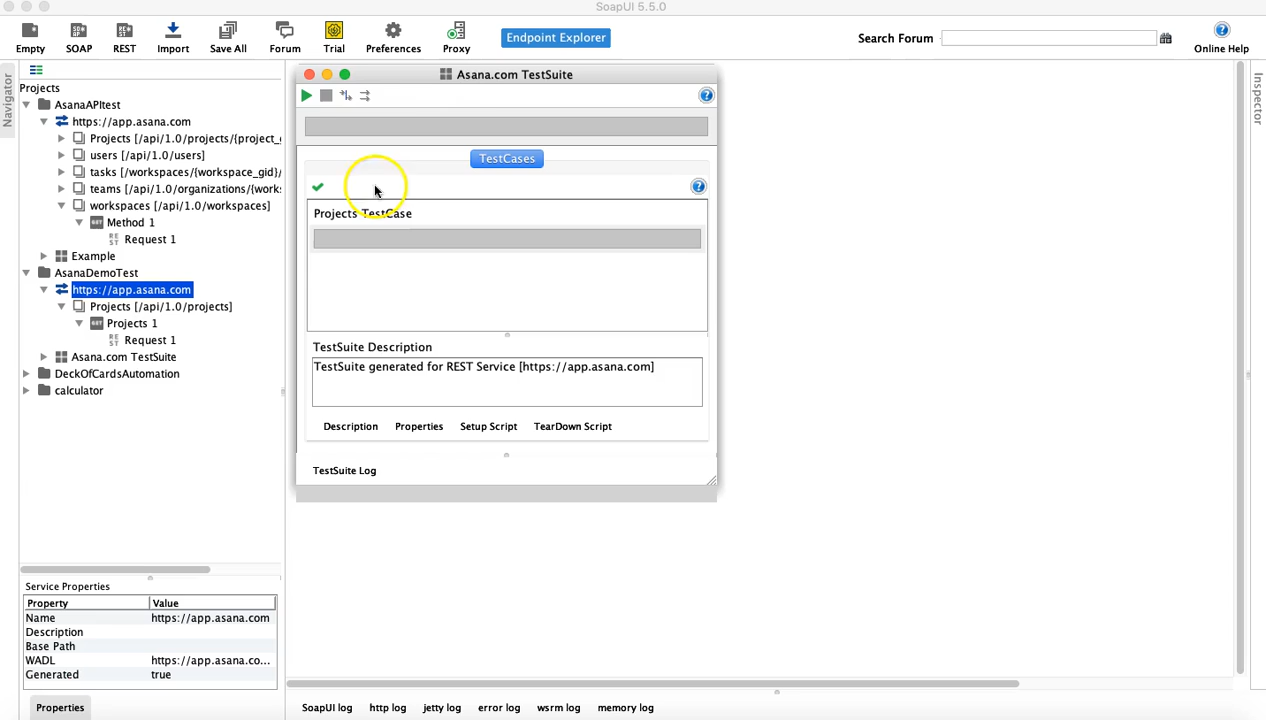 SoapUI 5.5.0
Empty
SOAP
REST
Import
Save All
Forum
Trial
Preferences
Proxy
Endpoint Explorer
Search Forum
Online Help
Navigator
Projects
AsanaAPItest
https://app.asana.com
Projects [/api/1.0/projects/{project_g
users [/api/1.0/users]
tasks [/workspaces/{workspace_gid}/
teams [/api/1.0/organizations/{works
workspaces [/api/1.0/workspaces]
GET Method 1
REST Request 1
Example
AsanaDemoTest
https://app.asana.com
Projects [/api/1.0/projects]
GET Projects 1
REST Request 1
Asana.com TestSuite
DeckOfCardsAutomation
calculator
Asana.com TestSuite
TestCases
Projects TestCase
TestSuite Description
TestSuite generated for REST Service [https://app.asana.com]
Description Properties Setup Script TearDown Script
TestSuite Log
Inspector
Service Properties
Property Value
Name https://app.asana.com
Description
Base Path
WADL https://app.asana.co...
Generated true
Properties
SoapUI log http log jetty log error log wsrm log memory log